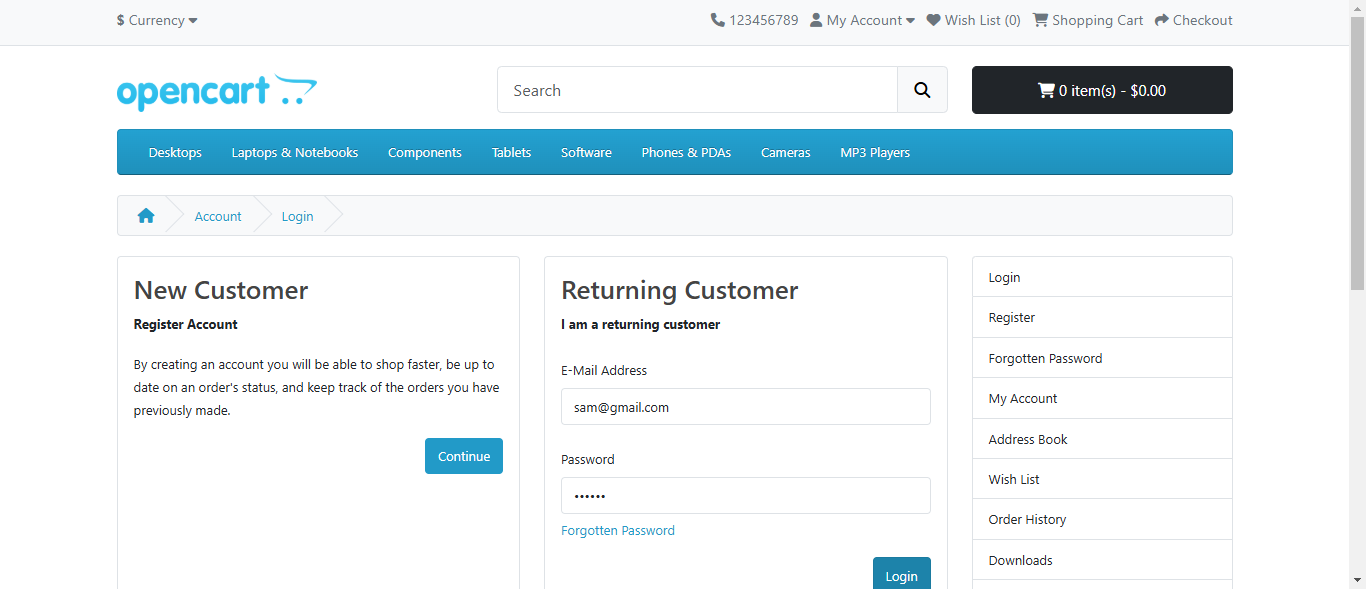 $ Currency
123456789 My Account Wish List (0) Shopping Cart Checkout
opencart
Search
0 item(s) - $0.00
Desktops Laptops & Notebooks Components Tablets Software Phones & PDAs Cameras MP3 Players
Account Login
New Customer
Register Account
By creating an account you will be able to shop faster, be up to
date on an order's status, and keep track of the orders you have
previously made.
Continue
Returning Customer
I am a returning customer
E-Mail Address
sam@gmail.com
Password
••••••
Forgotten Password
Login
Login
Register
Forgotten Password
My Account
Address Book
Wish List
Order History
Downloads